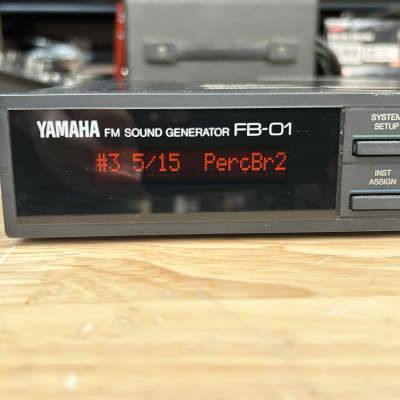 YAMAHA FM SOUND GENERATOR FB-01
#3 5/15 PercBr2
SYSTEM
SETUP
INST
ASSIGN